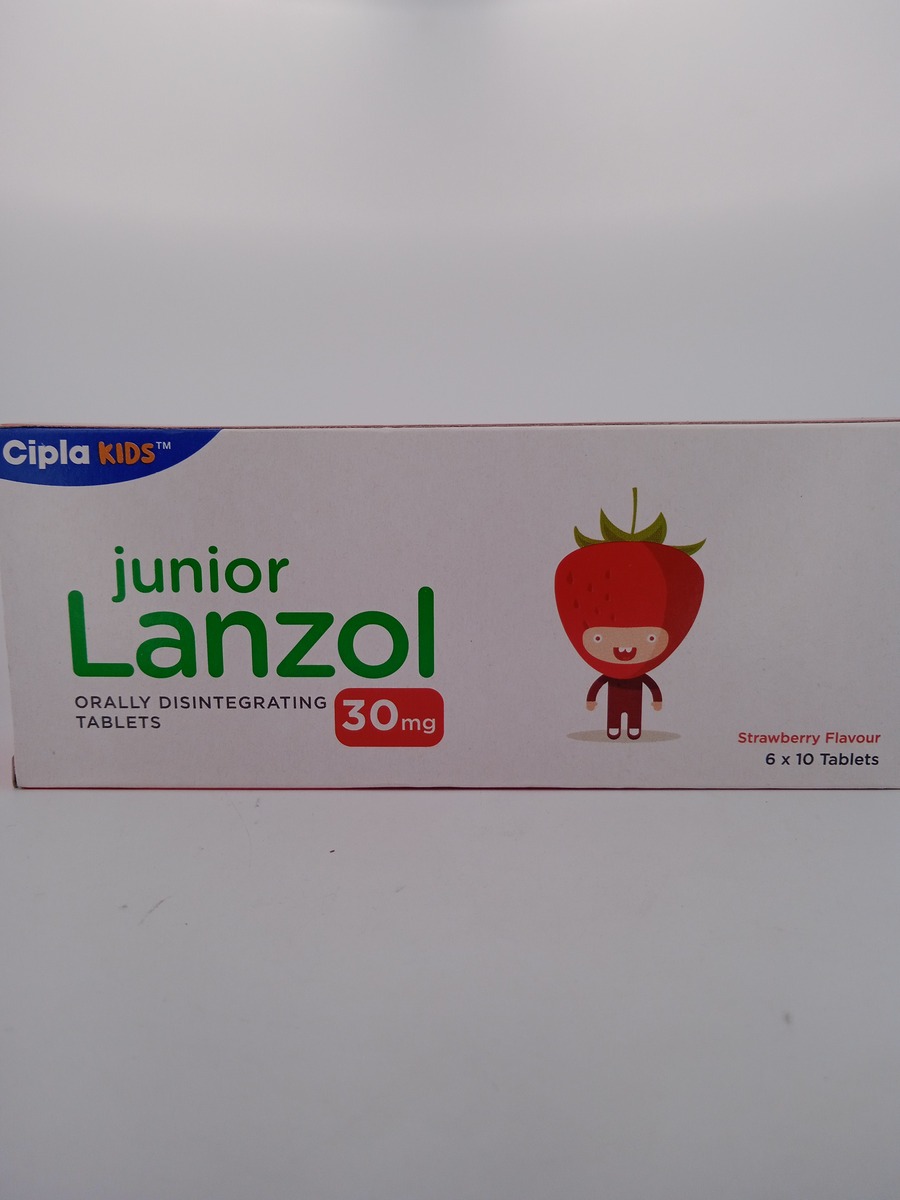 Cipla KIDS™
junior
Lanzol
ORALLY DISINTEGRATING
TABLETS
30mg
Strawberry Flavour
6 x 10 Tablets